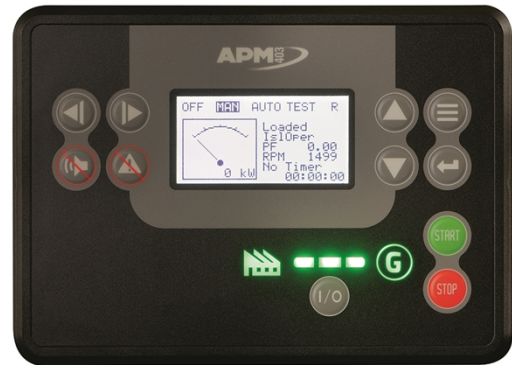 APM403
OFF MAN AUTO TEST R
Loaded
IslOper
PF 0.00
RPM 1499
No Timer
00:00:00
0 kW
START
G
STOP
I/O